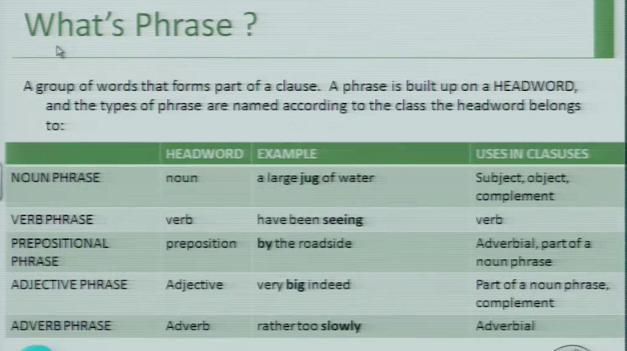 What's Phrase ?
A group of words that forms part of a clause. A phrase is built up on a HEADWORD,
and the types of phrase are named according to the class the headword belongs
to:
HEADWORD EXAMPLE USES IN CLASUSES
NOUN PHRASE noun a large jug of water Subject, object,
complement
VERB PHRASE verb have been seeing verb
PREPOSITIONAL preposition by the roadside Adverbial, part of a
PHRASE noun phrase
ADJECTIVE PHRASE Adjective very big indeed Part of a noun phrase,
complement
ADVERB PHRASE Adverb rather too slowly Adverbial